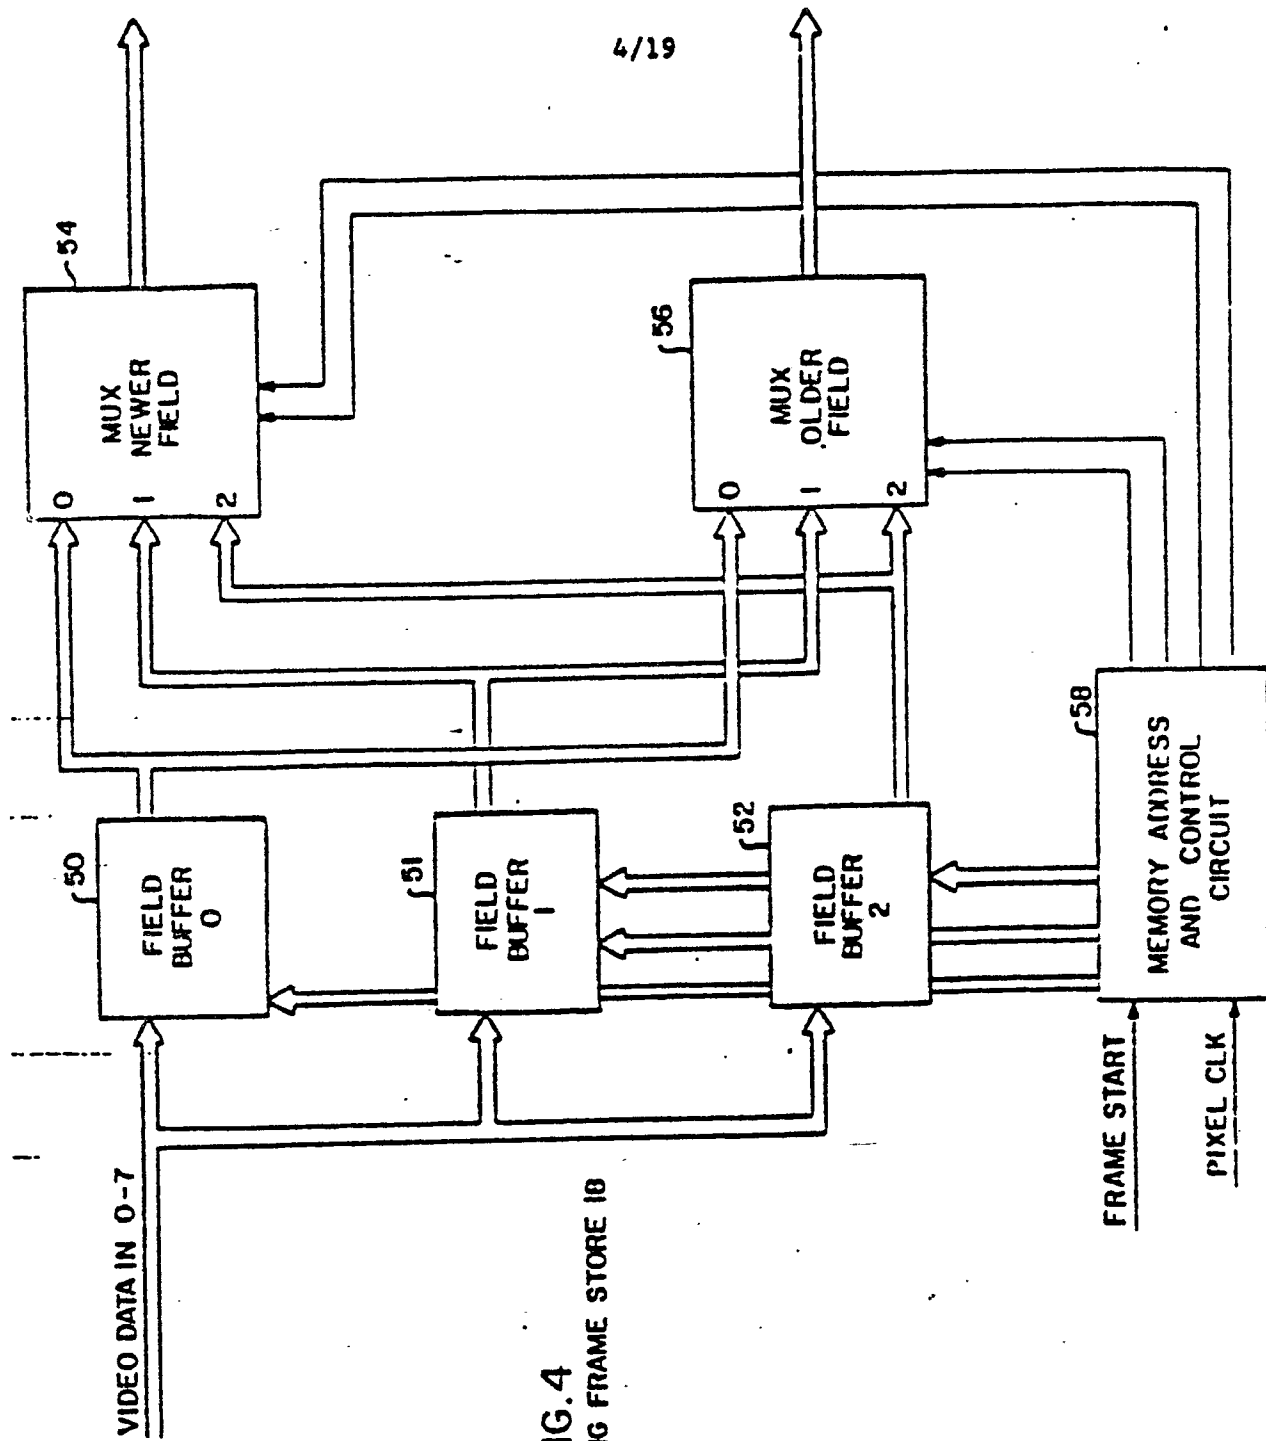 4/19
54
MUX
NEWER
FIELD
0
1
2
56
MUX
OLDER
FIELD
0
1
2
50
FIELD
BUFFER
0
51
FIELD
BUFFER
1
52
FIELD
BUFFER
2
58
MEMORY ADDRESS
AND CONTROL
CIRCUIT
VIDEO DATA IN 0-7
FRAME START
PIXEL CLK
IG.4
FRAME STORE 18